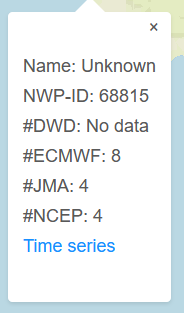 ×
Name: Unknown
NWP-ID: 68815
#DWD: No data
#ECMWF: 8
#JMA: 4
#NCEP: 4
Time series